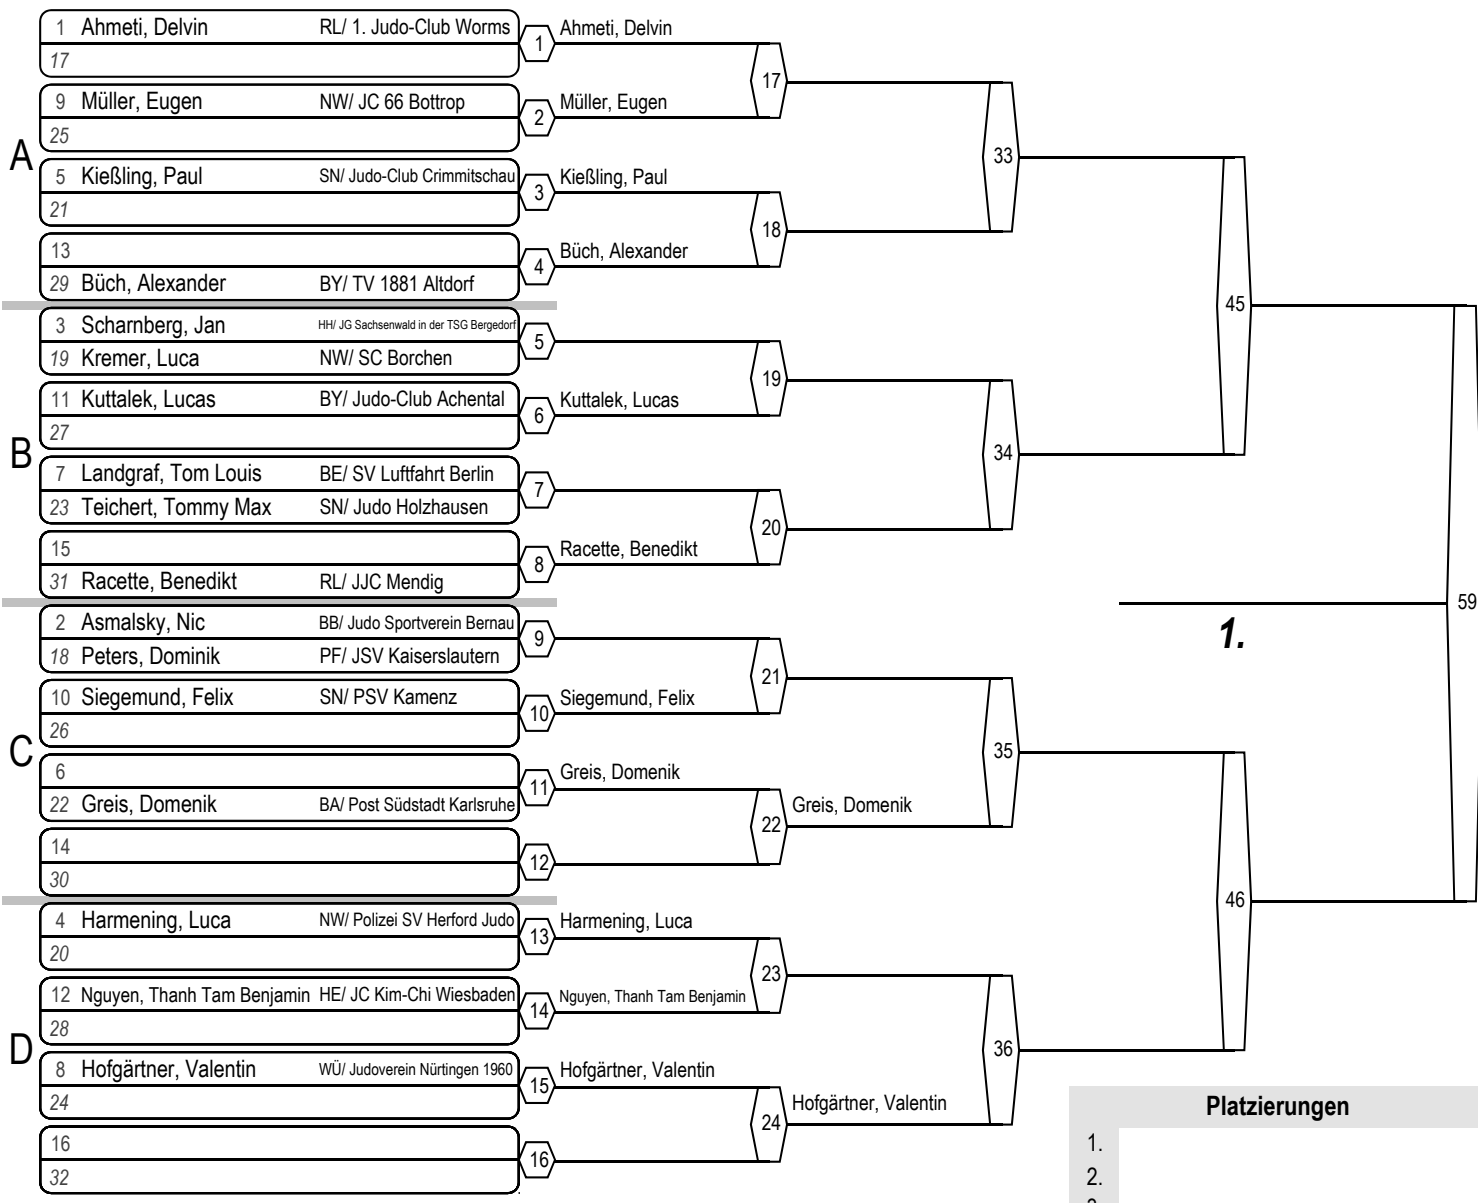 1 Ahmeti, Delvin RL/ 1. Judo-Club Worms 1 Ahmeti, Delvin
17
17
9 Müller, Eugen NW/ JC 66 Bottrop 2 Müller, Eugen
25
A
33
5 Kießling, Paul SN/ Judo-Club Crimmitschau 3 Kießling, Paul
21
18
13
4 Büch, Alexander
29 Büch, Alexander BY/ TV 1881 Altdorf
45
3 Scharnberg, Jan HH/ JG Sachsenwald in der TSG Bergedorf
5
19 Kremer, Luca NW/ SC Borchen
19
11 Kuttalek, Lucas BY/ Judo-Club Achental 6 Kuttalek, Lucas
27
B
34
7 Landgraf, Tom Louis BE/ SV Luftfahrt Berlin
7
23 Teichert, Tommy Max SN/ Judo Holzhausen
20
15
8 Racette, Benedikt
31 Racette, Benedikt RL/ JJC Mendig
59
1.
2 Asmalsky, Nic BB/ Judo Sportverein Bernau
9
18 Peters, Dominik PF/ JSV Kaiserslautern
21
10 Siegemund, Felix SN/ PSV Kamenz 10 Siegemund, Felix
26
C
35
6
11 Greis, Domenik
22 Greis, Domenik BA/ Post Südstadt Karlsruhe
22 Greis, Domenik
14
12
30
46
4 Harmening, Luca NW/ Polizei SV Herford Judo 13 Harmening, Luca
20
23
12 Nguyen, Thanh Tam Benjamin HE/ JC Kim-Chi Wiesbaden 14 Nguyen, Thanh Tam Benjamin
28
D
36
8 Hofgärtner, Valentin WÜ/ Judoverein Nürtingen 1960 15 Hofgärtner, Valentin
24
24 Hofgärtner, Valentin
16
16
32
Platzierungen
1.
2.